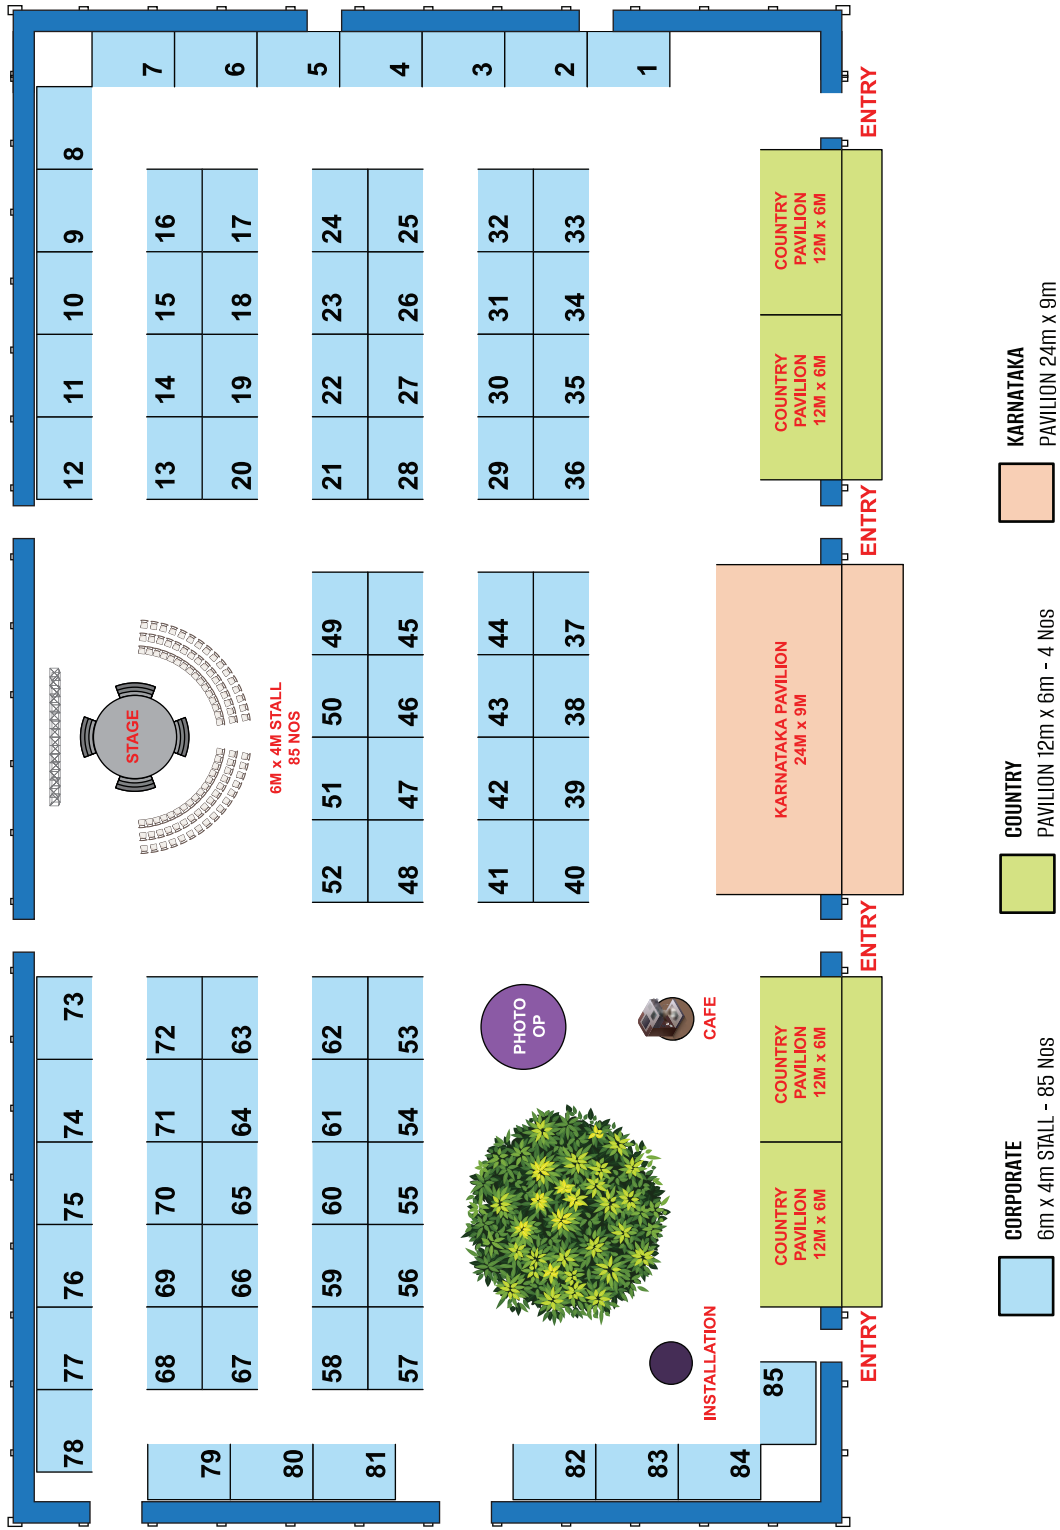 78 77 76 75 74 73 12 11 10 9 8
STAGE
68 69 70 71 72 13 14 15 16 7
79 67 66 65 64 63 20 19 18 17 6
6M x 4M STALL
85 NOS
80 5
58 59 60 61 62 52 51 50 49 21 22 23 24
81 57 56 55 54 53 48 47 46 45 28 27 26 25 4
41 42 43 44 29 30 31 32 3
PHOTO
OP
82 40 39 38 37 36 35 34 33 2
83 1
INSTALLATION
CAFE
84
85
COUNTRY
PAVILION
12M x 6M
COUNTRY
PAVILION
12M x 6M
KARNATAKA PAVILION
24M x 9M
COUNTRY
PAVILION
12M x 6M
COUNTRY
PAVILION
12M x 6M
ENTRY
ENTRY
ENTRY
ENTRY
CORPORATE
6m x 4m STALL - 85 Nos
COUNTRY
PAVILION 12m x 6m - 4 Nos
KARNATAKA
PAVILION 24m x 9m